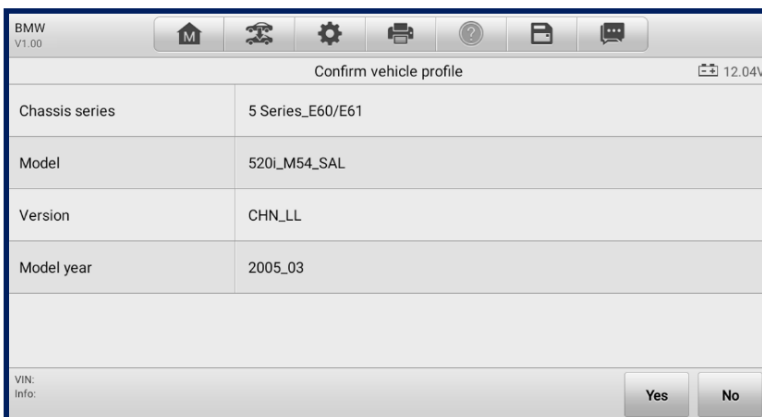 BMW
V1.00
M
Confirm vehicle profile
12.04V
Chassis series 5 Series_E60/E61
Model 520i_M54_SAL
Version CHN_LL
Model year 2005_03
VIN:
Info:
Yes No